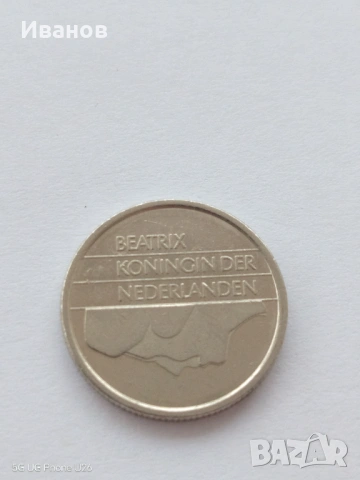 Иванов
BEATRIX
KONINGIN DER
NEDERLANDEN
BAZAR